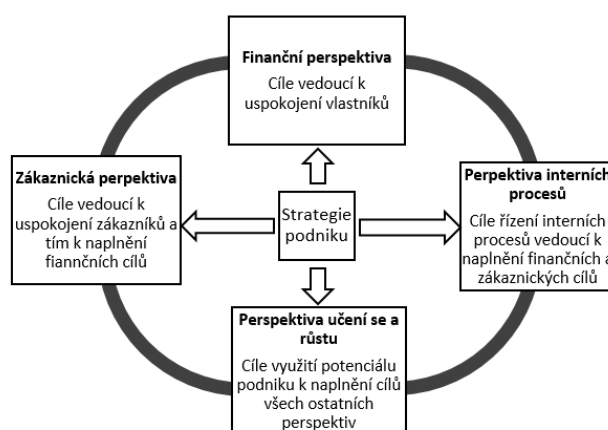 Finanční perspektiva
Cíle vedoucí k
uspokojení vlastníků
Zákaznická perpektiva
Cíle vedoucí k
uspokojení zákazníků a
tím k naplnění
fiannčních cílů
Strategie
podniku
Perpektiva interních
procesů
Cíle řízení interních
procesů vedoucí k
naplnění finančních a
zákaznických cílů
Perspektiva učení se a
růstu
Cíle využití potenciálu
podniku k naplnění cílů
všech ostatních
perspektiv